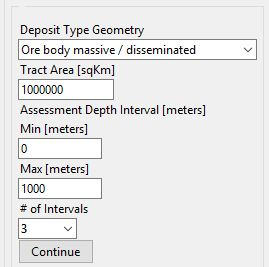 Deposit Type Geometry
Ore body massive / disseminated
Tract Area [sqKm]
1000000
Assessment Depth Interval [meters]
Min [meters]
0
Max [meters]
1000
# of Intervals
3
Continue